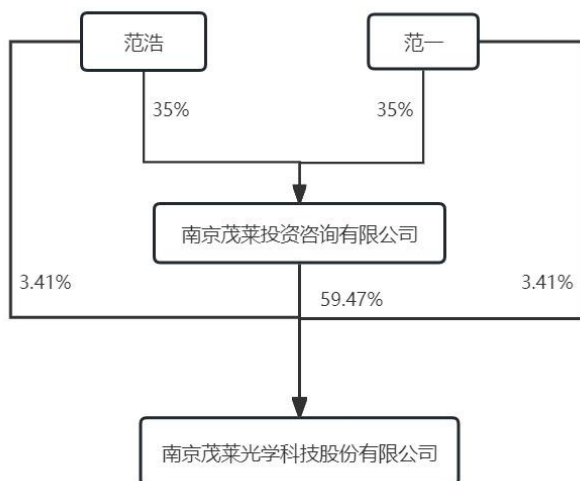 范浩
范一
35%
35%
南京茂莱投资咨询有限公司
3.41%
59.47%
3.41%
南京茂莱光学科技股份有限公司